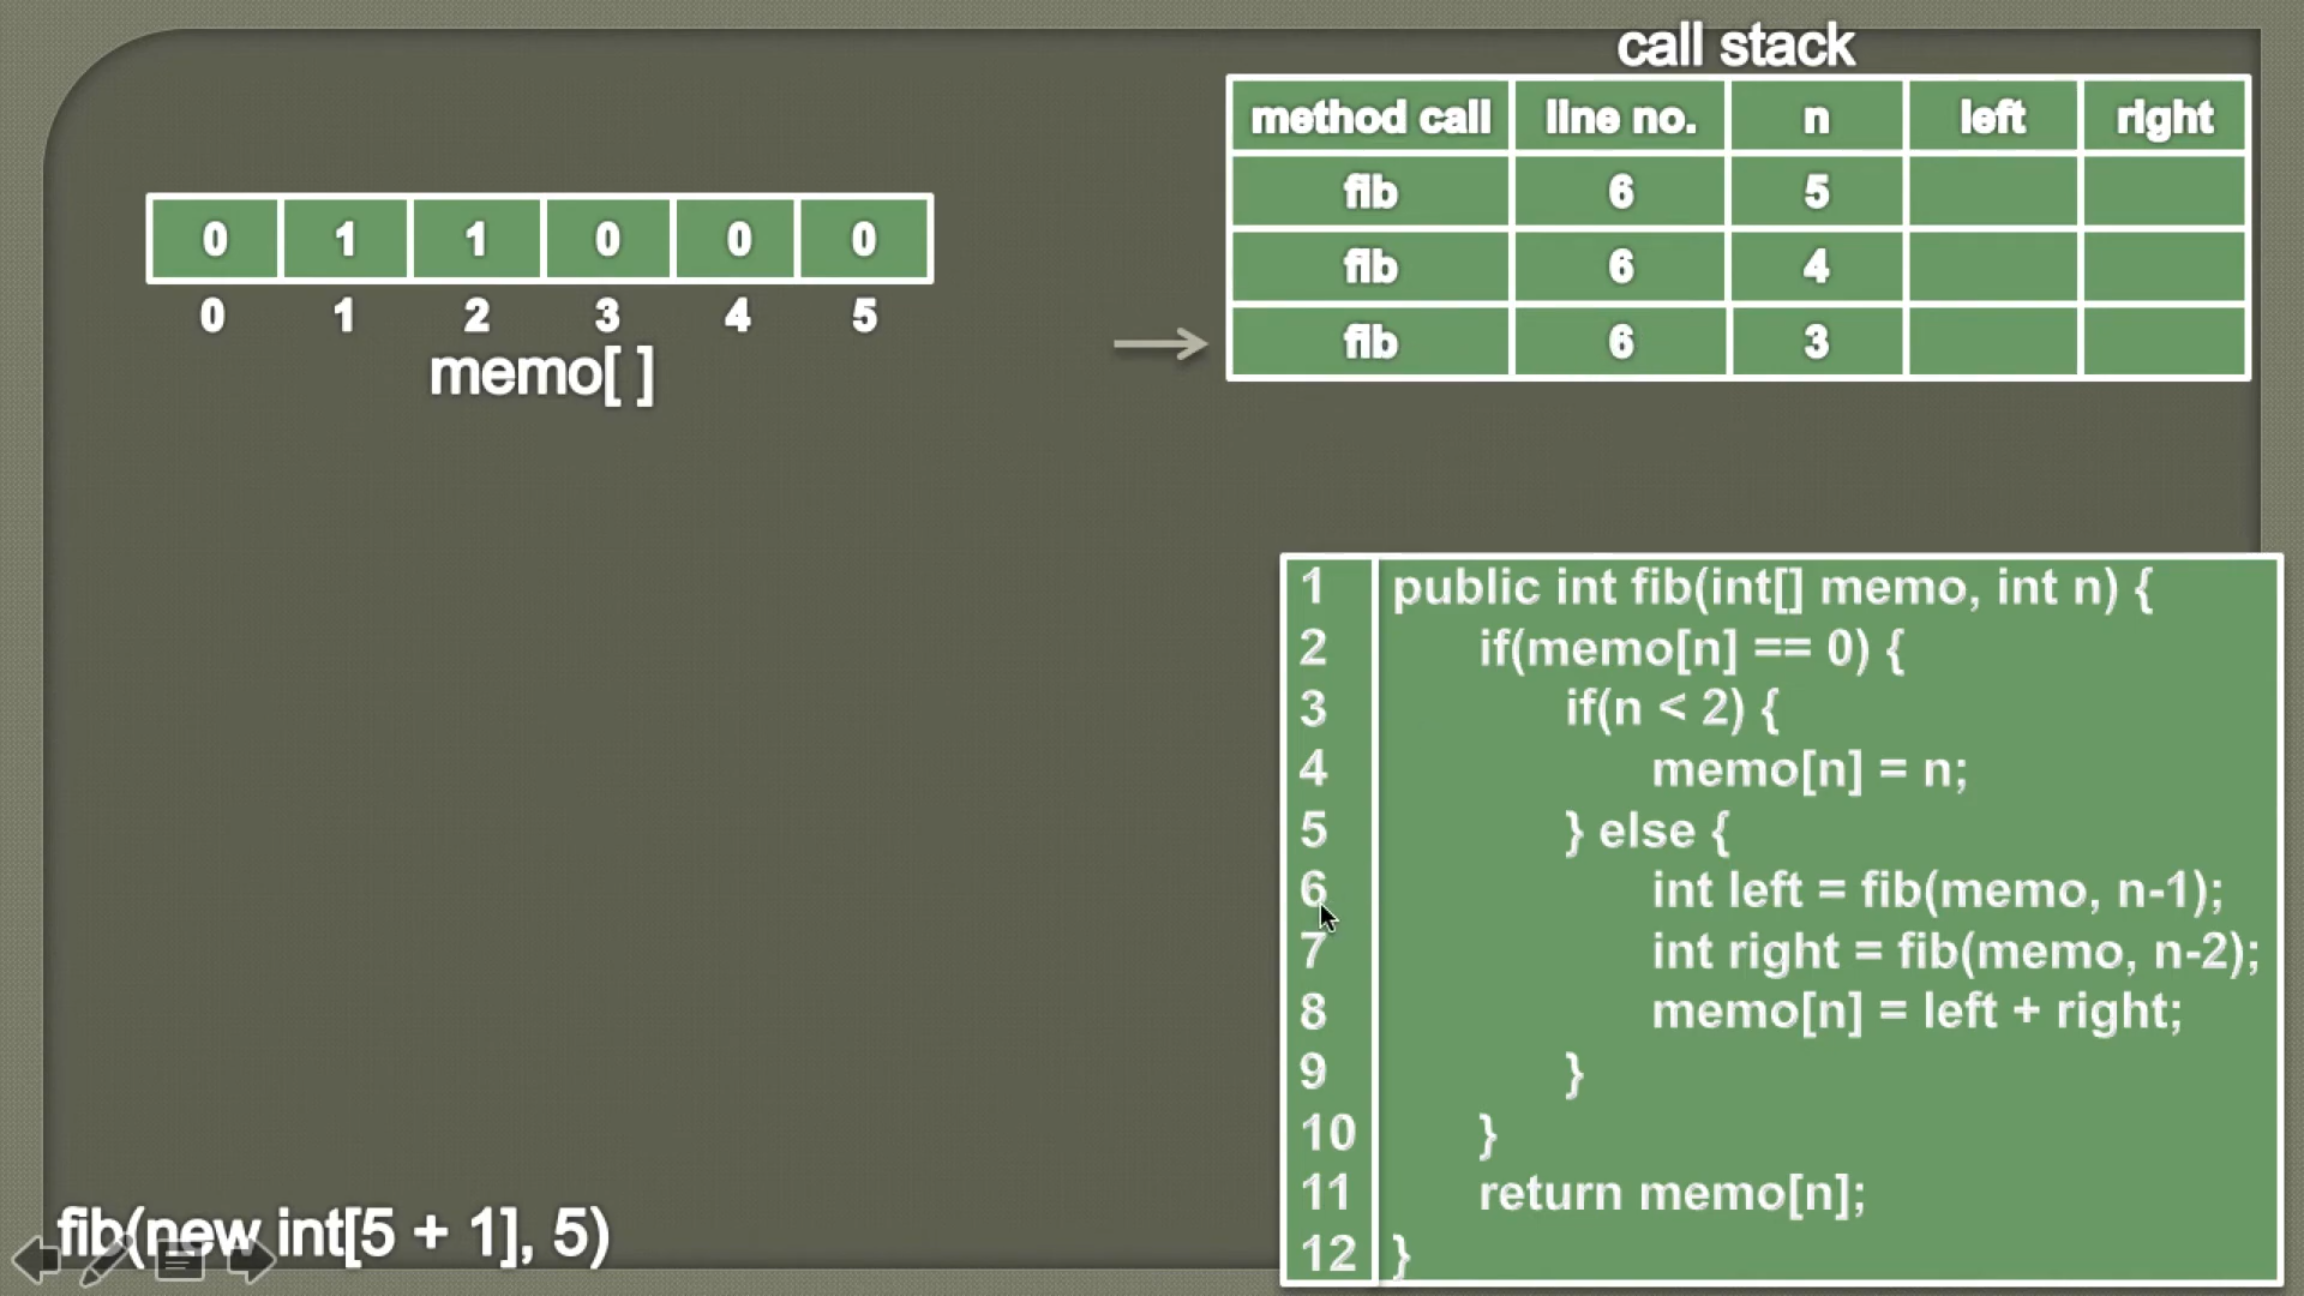 call stack
method call line no. n left right
fib 6 5
fib 6 4
fib 6 3
0 1 1 0 0 0
0 1 2 3 4 5
memo[ ]
1 public int fib(int[] memo, int n) {
2 if(memo[n] == 0) {
3 if(n < 2) {
4 memo[n] = n;
5 } else {
6 int left = fib(memo, n-1);
7 int right = fib(memo, n-2);
8 memo[n] = left + right;
9 }
10 }
11 return memo[n];
12 }
fib(new int[5 + 1], 5)